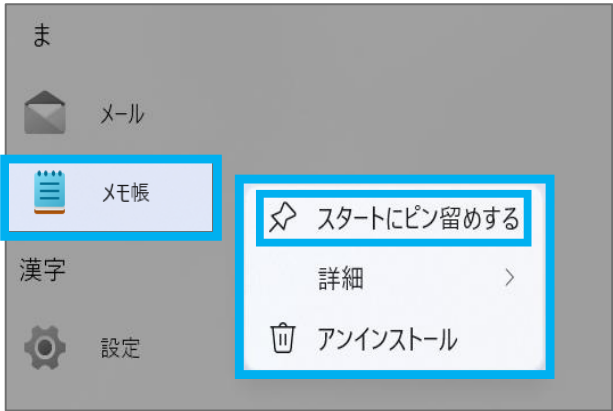 ま
メール
メモ帳
スタートにピン留めする
詳細
アンインストール
漢字
設定